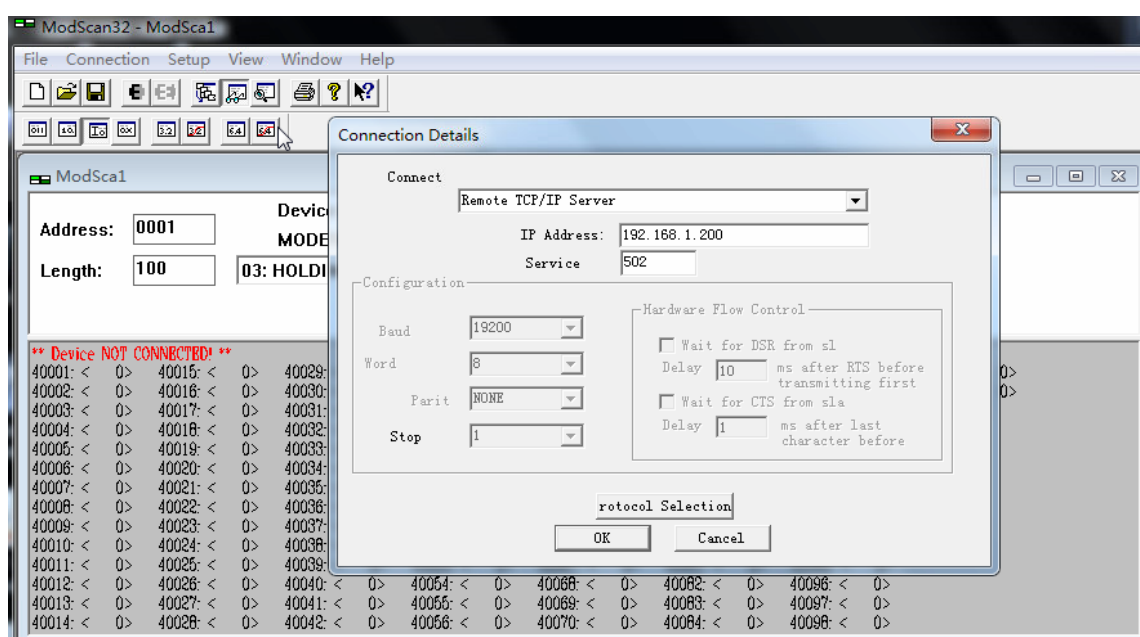 ModScan32 - ModSca1
File Connection Setup View Window Help
ModSca1
Address: 0001
Length: 100
Device
MODE
03: HOLDI
Connection Details
Connect
Remote TCP/IP Server
IP Address: 192.168.1.200
Service 502
Configuration
Baud 19200
Word 8
Parit NONE
Stop 1
Hardware Flow Control
Wait for DSR from sl
Delay 10 ms after RTS before
transmitting first
Wait for CTS from sla
Delay 1 ms after last
character before
rotocol Selection
OK Cancel
** Device NOT CONNECTED! **
40001: < 0> 40015: < 0> 40029: 0>
40002: < 0> 40016: < 0> 40030: 0>
40003: < 0> 40017: < 0> 40031:
40004: < 0> 40018: < 0> 40032:
40005: < 0> 40019: < 0> 40033:
40006: < 0> 40020: < 0> 40034:
40007: < 0> 40021: < 0> 40035:
40008: < 0> 40022: < 0> 40036:
40009: < 0> 40023: < 0> 40037:
40010: < 0> 40024: < 0> 40038:
40011: < 0> 40025: < 0> 40039:
40012: < 0> 40026: < 0> 40040: < 0> 40054: < 0> 40068: < 0> 40082: < 0> 40096: < 0>
40013: < 0> 40027: < 0> 40041: < 0> 40055: < 0> 40069: < 0> 40083: < 0> 40097: < 0>
40014: < 0> 40028: < 0> 40042: < 0> 40056: < 0> 40070: < 0> 40084: < 0> 40098: < 0>